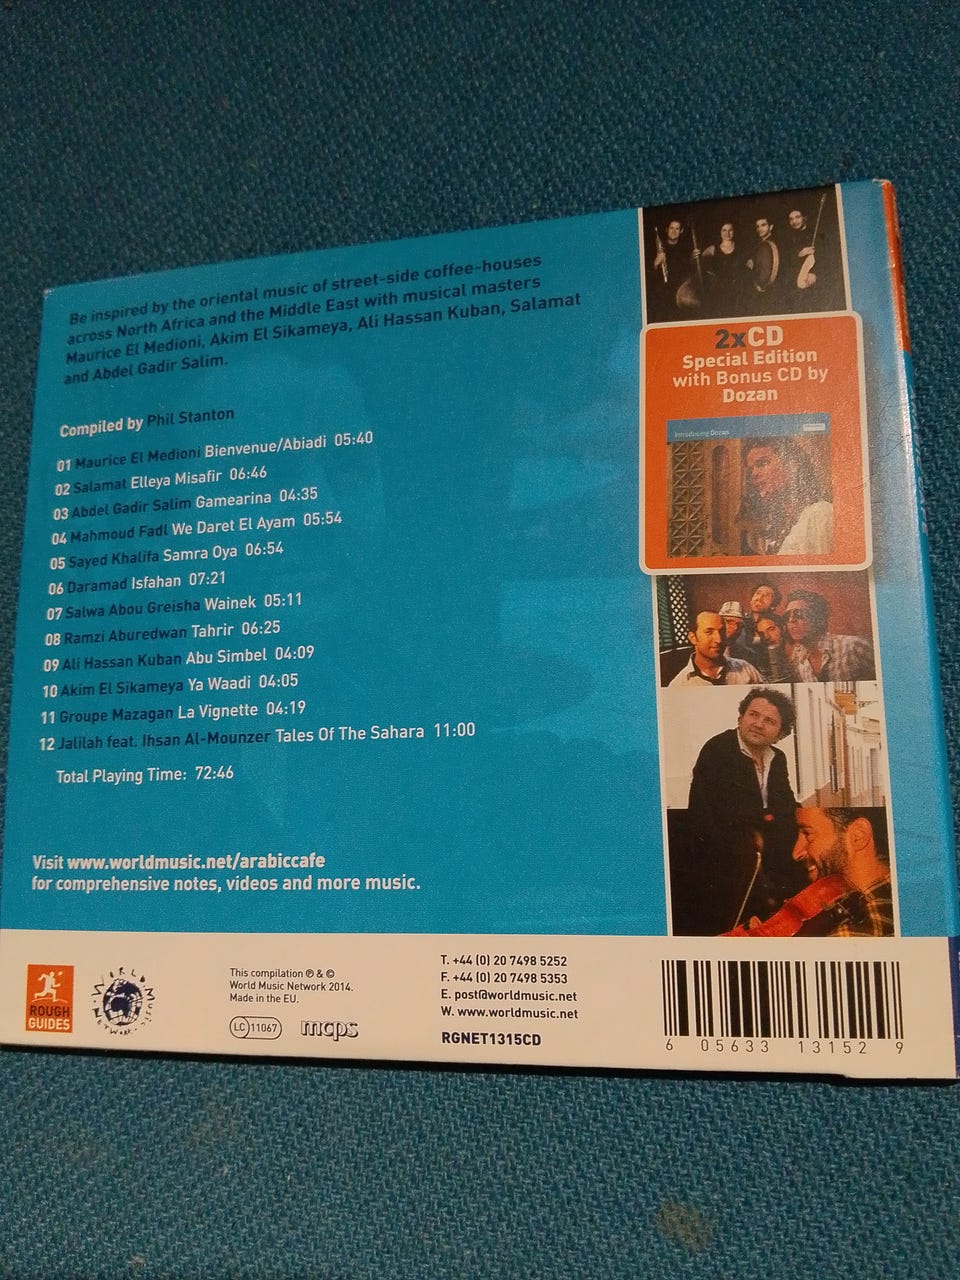 Be inspired by the oriental music of street-side coffee-houses
across North Africa and the Middle East with musical masters
Maurice El Medioni, Akim El Sikameya, Ali Hassan Kuban, Salamat
and Abdel Gadir Salim.
Compiled by Phil Stanton
01 Maurice El Medioni Bienvenue/Abiadi 05:40
02 Salamat Elleya Misafir 06:46
03 Abdel Gadir Salim Gamearina 04:35
04 Mahmoud Fadl We Daret El Ayam 05:54
05 Sayed Khalifa Samra Oya 06:54
06 Daramad Isfahan 07:21
07 Salwa Abou Greisha Wainek 05:11
08 Ramzi Aburedwan Tahrir 06:25
09 Ali Hassan Kuban Abu Simbel 04:09
10 Akim El Sikameya Ya Waadi 04:05
11 Groupe Mazagan La Vignette 04:19
12 Jalilah feat. Ihsan Al-Mounzer Tales Of The Sahara 11:00
Total Playing Time: 72:46
Visit www.worldmusic.net/arabiccafe
for comprehensive notes, videos and more music.
2xCD
Special Edition
with Bonus CD by
Dozan
Introducing Dozan
ROUGH
GUIDES
WORLD MUSIC NETWORK
This compilation ℗ & ©
World Music Network 2014.
Made in the EU.
LC 11067
mcps
T. +44 (0) 20 7498 5252
F. +44 (0) 20 7498 5353
E. post@worldmusic.net
W. www.worldmusic.net
RGNET1315CD
6 05633 13152 9